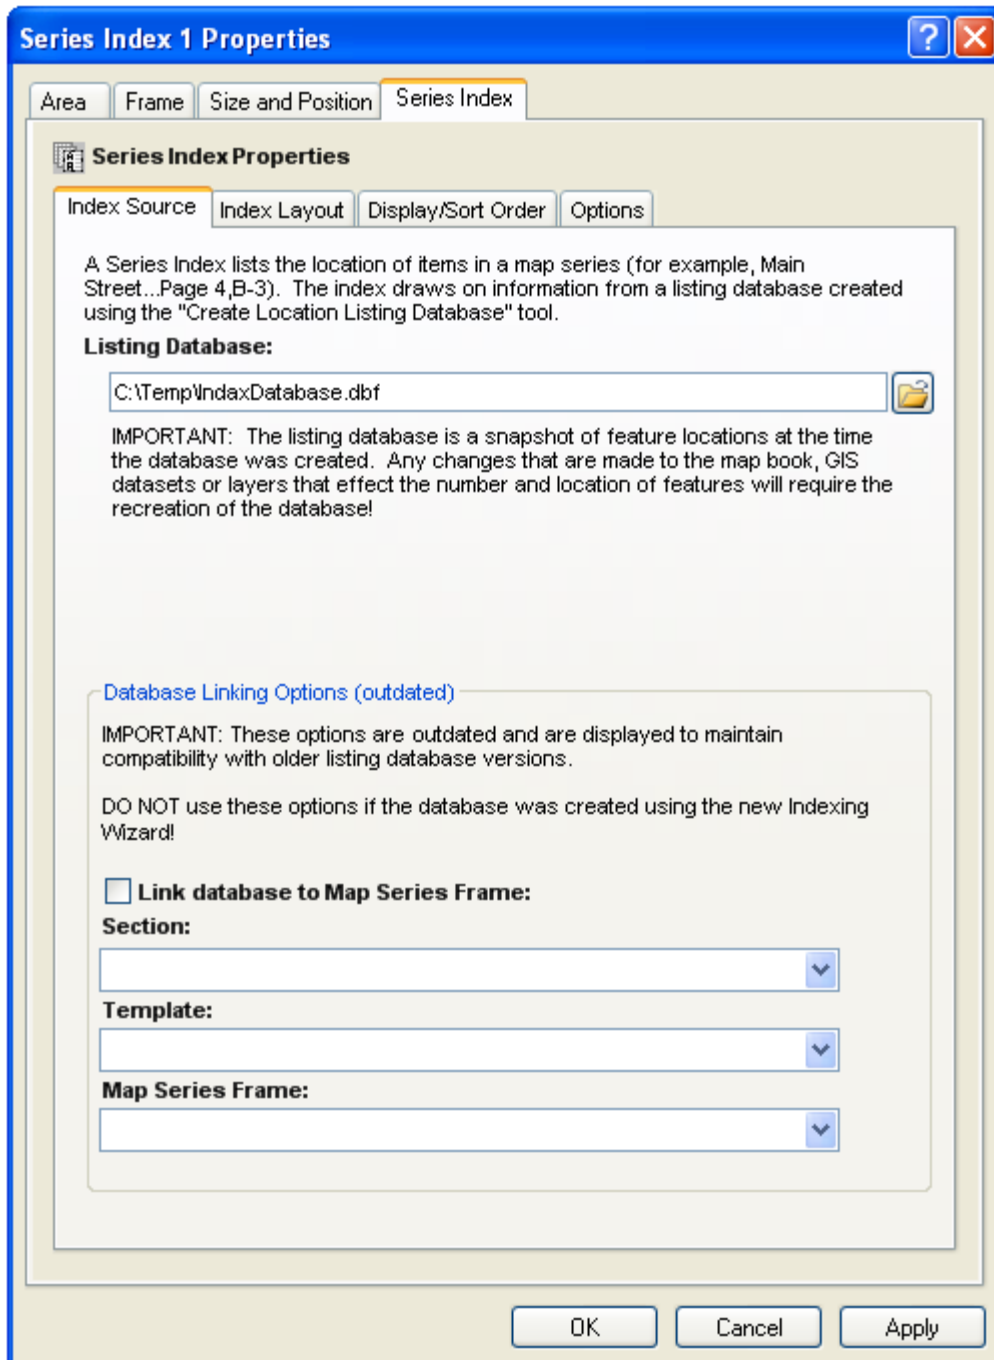 Series Index 1 Properties
Area
Frame
Size and Position
Series Index
Series Index Properties
Index Source
Index Layout
Display/Sort Order
Options
A Series Index lists the location of items in a map series (for example, Main
Street...Page 4,B-3).  The index draws on information from a listing database created
using the "Create Location Listing Database" tool.
Listing Database:
C:\Temp\IndaxDatabase.dbf
IMPORTANT:  The listing database is a snapshot of feature locations at the time
the database was created.  Any changes that are made to the map book, GIS
datasets or layers that effect the number and location of features will require the
recreation of the database!
Database Linking Options (outdated)
IMPORTANT: These options are outdated and are displayed to maintain
compatibility with older listing database versions.
DO NOT use these options if the database was created using the new Indexing
Wizard!
Link database to Map Series Frame:
Section:
Template:
Map Series Frame:
OK
Cancel
Apply